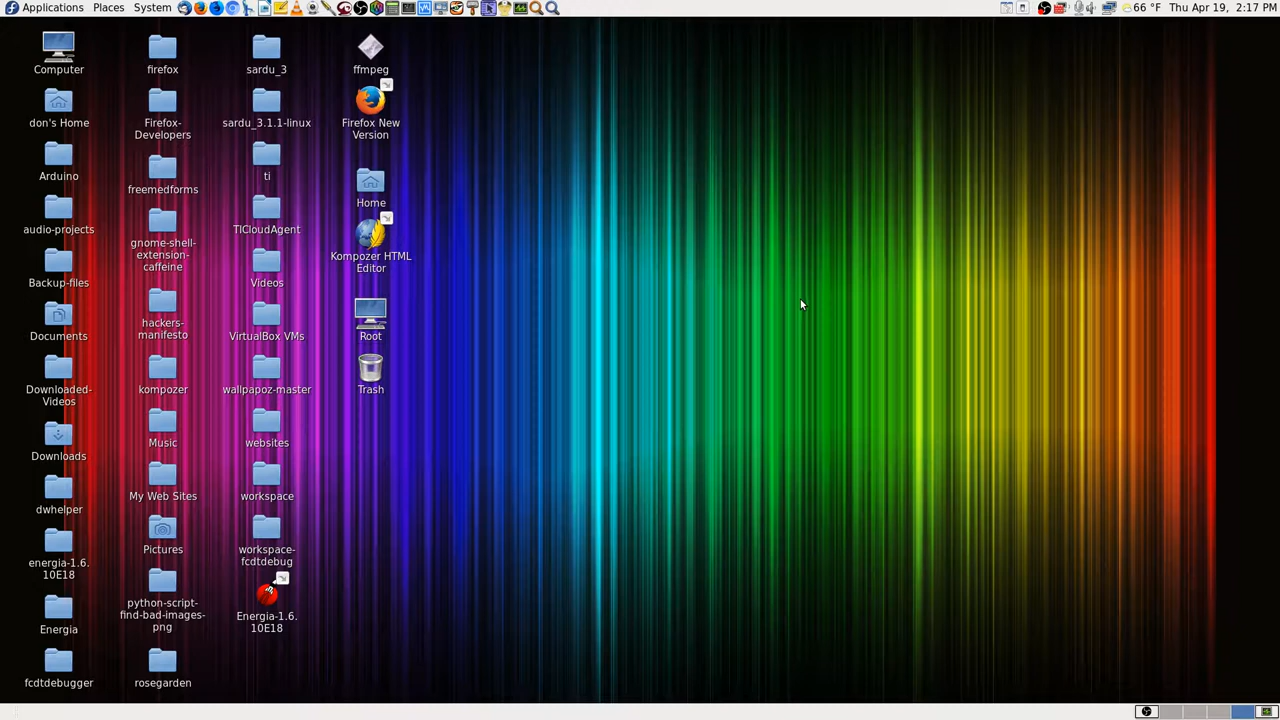 Applications Places System
66 °F Thu Apr 19, 2:17 PM
Computer
don's Home
Arduino
audio-projects
Backup-files
Documents
Downloaded-
Videos
Downloads
dwhelper
energia-1.6.
10E18
Energia
fcdtdebugger
firefox
Firefox-
Developers
freemedforms
gnome-shell-
extension-
caffeine
hackers-
manifesto
kompozer
Music
My Web Sites
Pictures
python-script-
find-bad-images-
png
rosegarden
sardu_3
sardu_3.1.1-linux
ti
TICloudAgent
Videos
VirtualBox VMs
wallpapoz-master
websites
workspace
workspace-
fcdtdebug
Energia-1.6.
10E18
ffmpeg
Firefox New
Version
Home
Kompozer HTML
Editor
Root
Trash